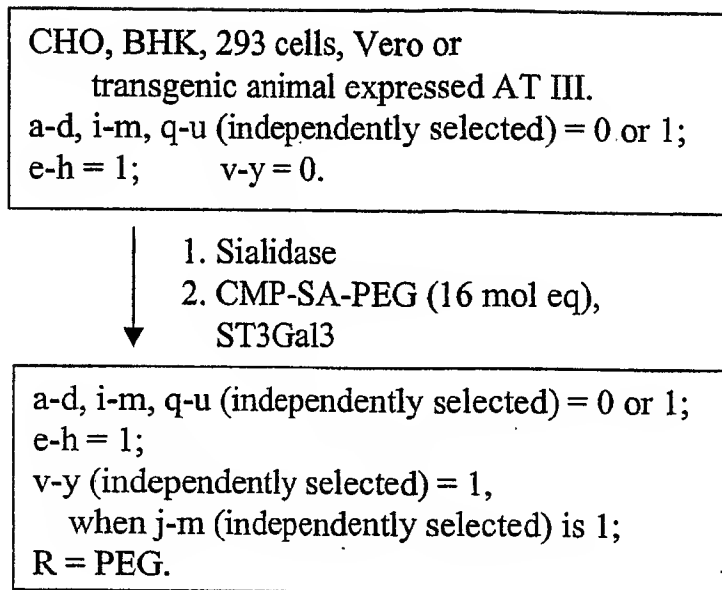 CHO, BHK, 293 cells, Vero or
transgenic animal expressed AT III.
a-d, i-m, q-u (independently selected) = 0 or 1;
e-h = 1; v-y = 0.
1. Sialidase
2. CMP-SA-PEG (16 mol eq),
ST3Gal3
a-d, i-m, q-u (independently selected) = 0 or 1;
e-h = 1;
v-y (independently selected) = 1,
when j-m (independently selected) is 1;
R = PEG.